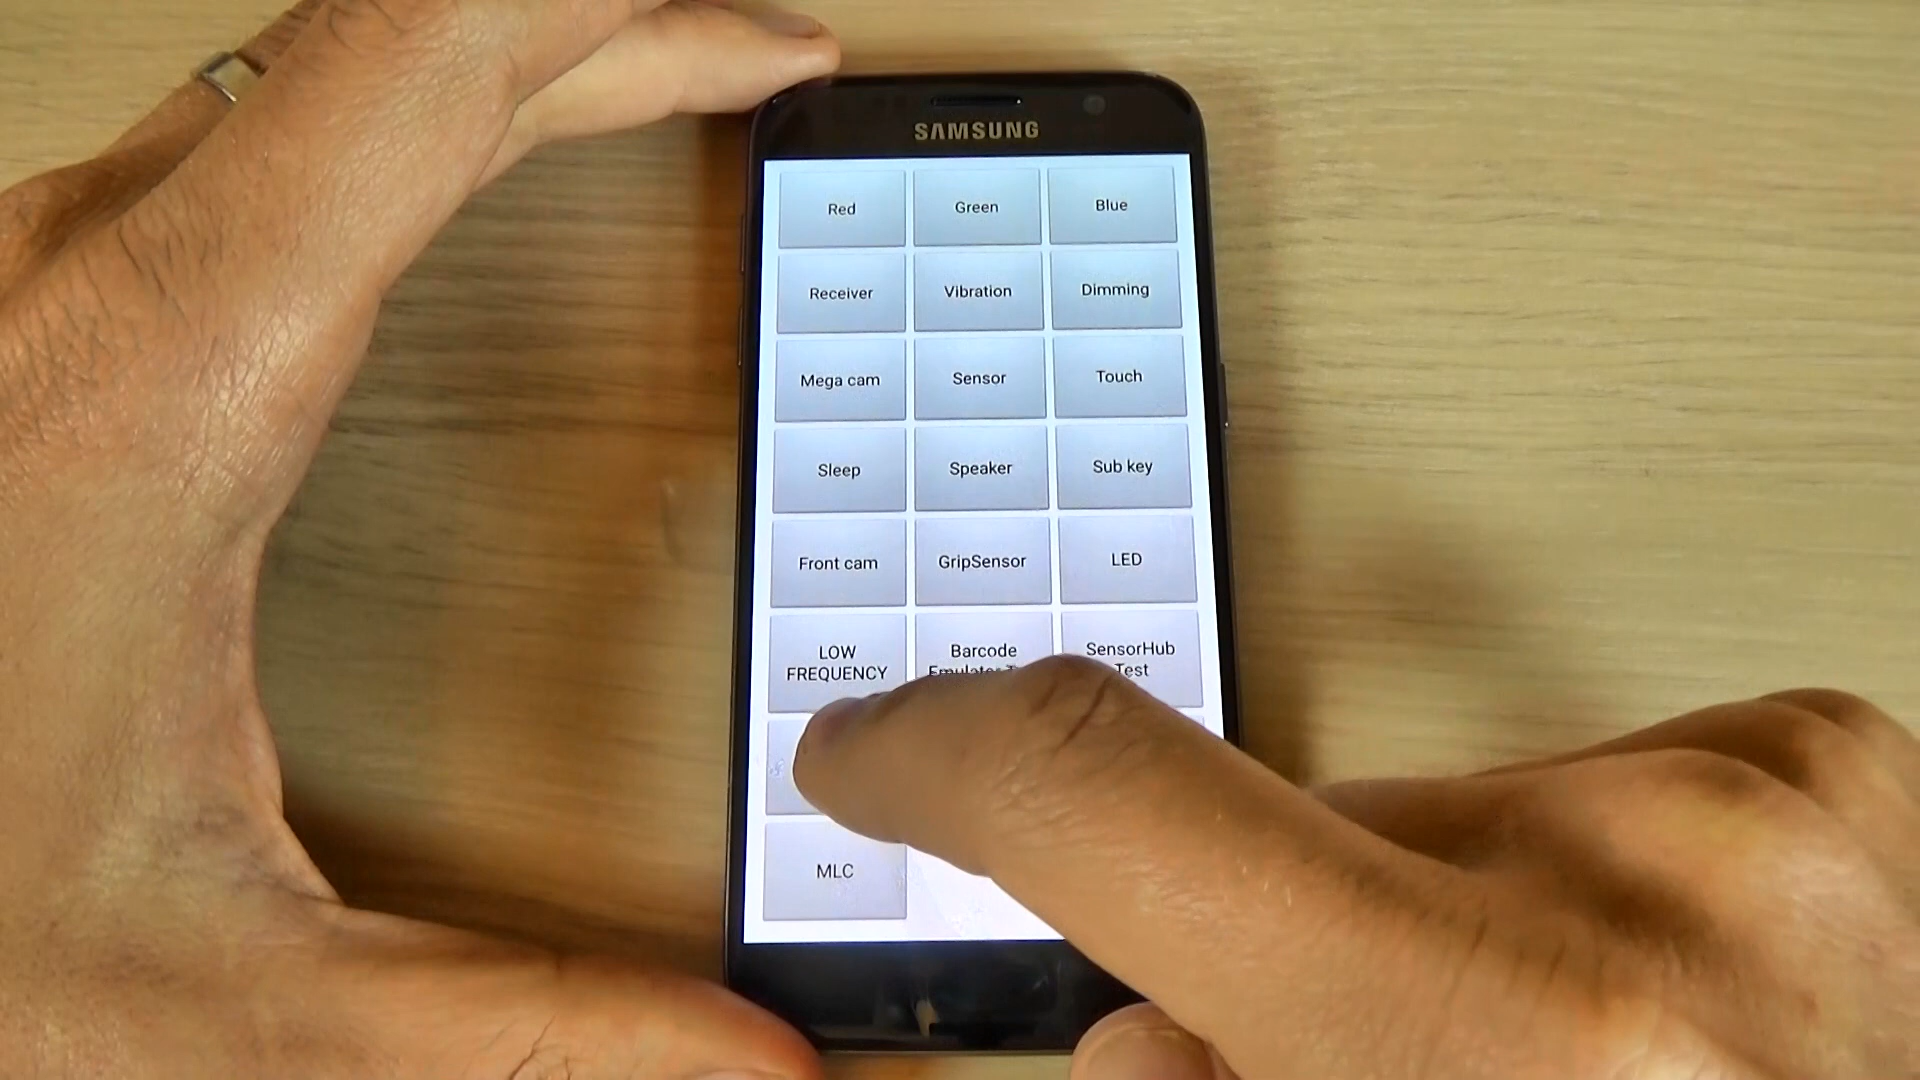 SAMSUNG
Red
Green
Blue
Receiver
Vibration
Dimming
Mega cam
Sensor
Touch
Sleep
Speaker
Sub key
Front cam
GripSensor
LED
LOW
FREQUENCY
Barcode
Emulator
SensorHub
Test
MLC